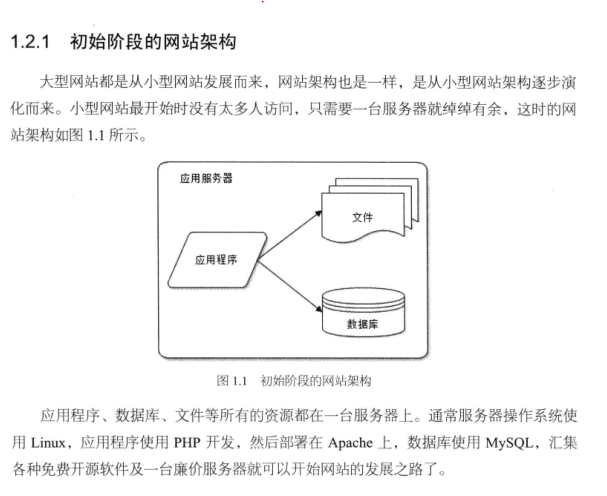 1.2.1 初始阶段的网站架构
大型网站都是从小型网站发展而来，网站架构也是一样，是从小型网站架构逐步演
化而来。小型网站最开始时没有太多人访问，只需要一台服务器就绰绰有余，这时的网
站架构如图 1.1 所示。
应用服务器
文件
应用程序
数据库
图 1.1 初始阶段的网站架构
应用程序、数据库、文件等所有的资源都在一台服务器上。通常服务器操作系统使
用 Linux，应用程序使用 PHP 开发，然后部署在 Apache 上，数据库使用 MySQL，汇集
各种免费开源软件及一台廉价服务器就可以开始网站的发展之路了。